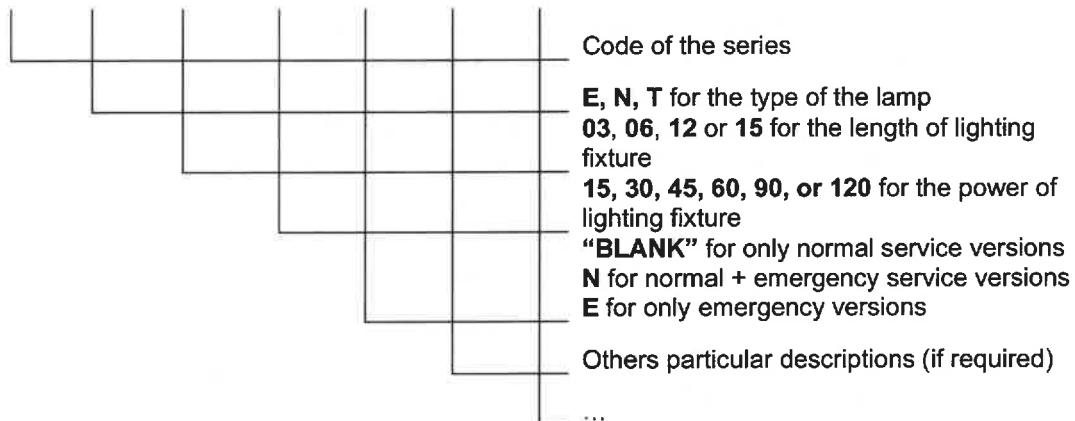 Code of the series
E, N, T for the type of the lamp
03, 06, 12 or 15 for the length of lighting
fixture
15, 30, 45, 60, 90, or 120 for the power of
lighting fixture
“BLANK” for only normal service versions
N for normal + emergency service versions
E for only emergency versions
Others particular descriptions (if required)
...